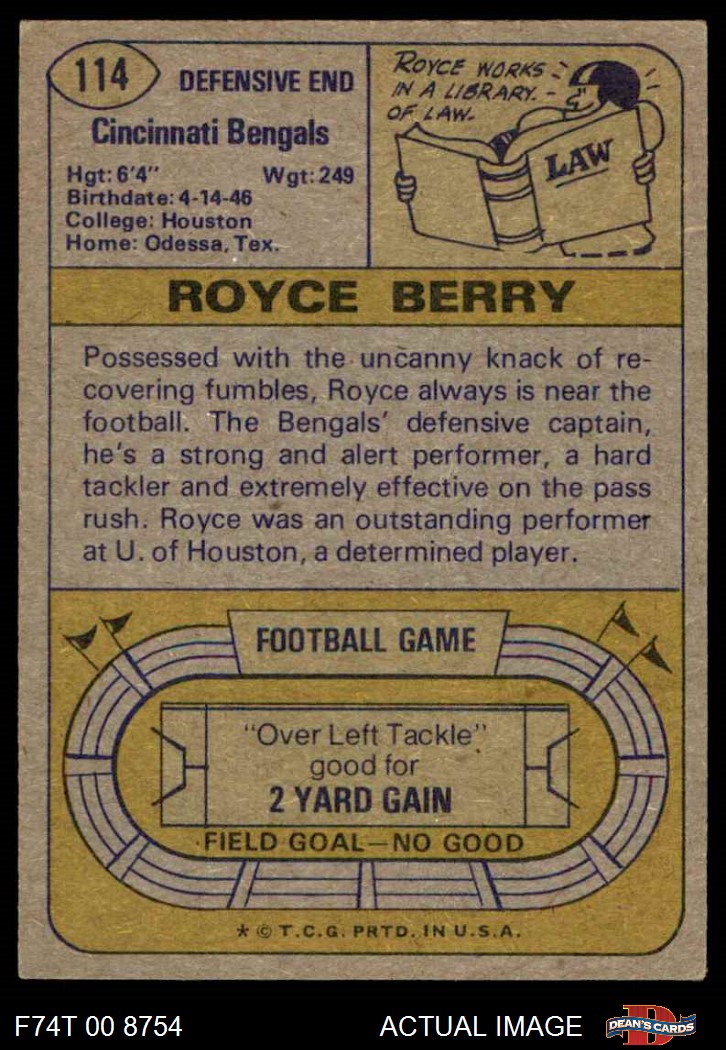 114
DEFENSIVE END
Cincinnati Bengals
Hgt: 6'4" Wgt: 249
Birthdate: 4-14-46
College: Houston
Home: Odessa, Tex.
ROYCE WORKS
IN A LIBRARY
OF LAW.
LAW
ROYCE BERRY
Possessed with the uncanny knack of re-
covering fumbles, Royce always is near the
football. The Bengals' defensive captain,
he's a strong and alert performer, a hard
tackler and extremely effective on the pass
rush. Royce was an outstanding performer
at U. of Houston, a determined player.
FOOTBALL GAME
"Over Left Tackle"
good for
2 YARD GAIN
FIELD GOAL—NO GOOD
* © T.C.G. PRTD. IN U.S.A.
F74T 00 8754
ACTUAL IMAGE
D
DEAN'S CARDS